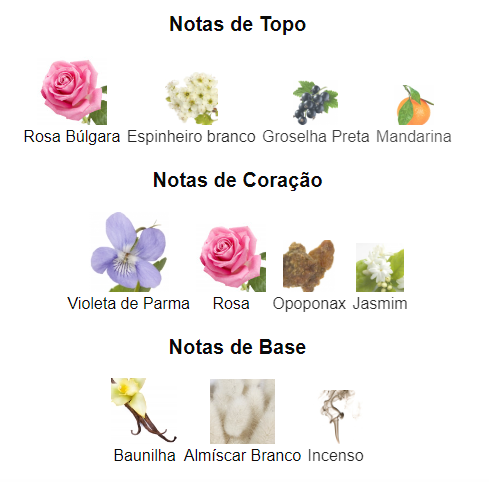 Notas de Topo
Rosa Búlgara Espinheiro branco Groselha Preta Mandarina
Notas de Coração
Violeta de Parma Rosa Opoponax Jasmim
Notas de Base
Baunilha Almíscar Branco Incenso